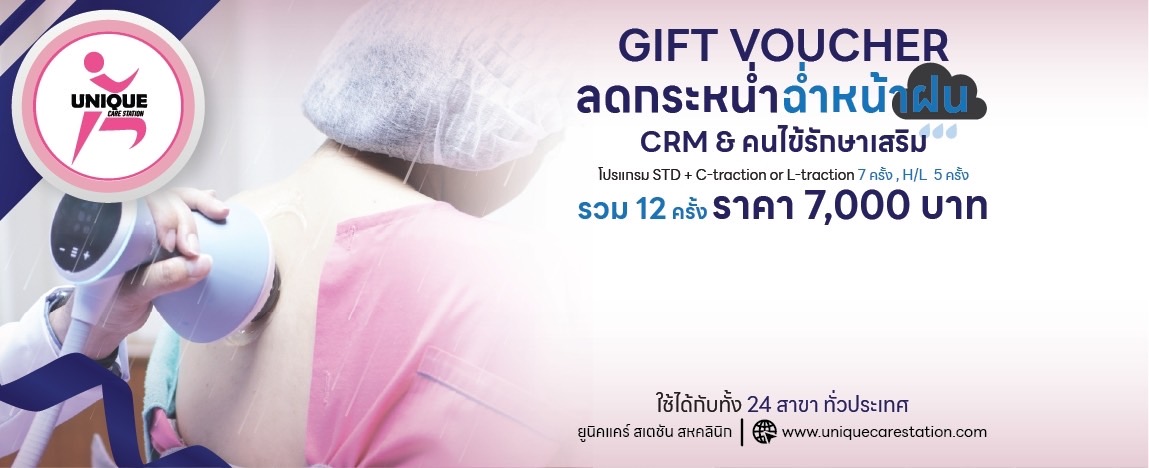 UNIQUE
CARE STATION
GIFT VOUCHER
ลดกระหน่ำฉ่ำหน้าฝน
CRM & คนไข้รักษาเสริม
โปรแกรม STD + C-traction or L-traction 7 ครั้ง , H/L 5 ครั้ง
รวม 12 ครั้ง ราคา 7,000 บาท
ใช้ได้กับทั้ง 24 สาขา ทั่วประเทศ
ยูนิคแคร์ สเตชัน สหคลินิก | www.uniquecarestation.com